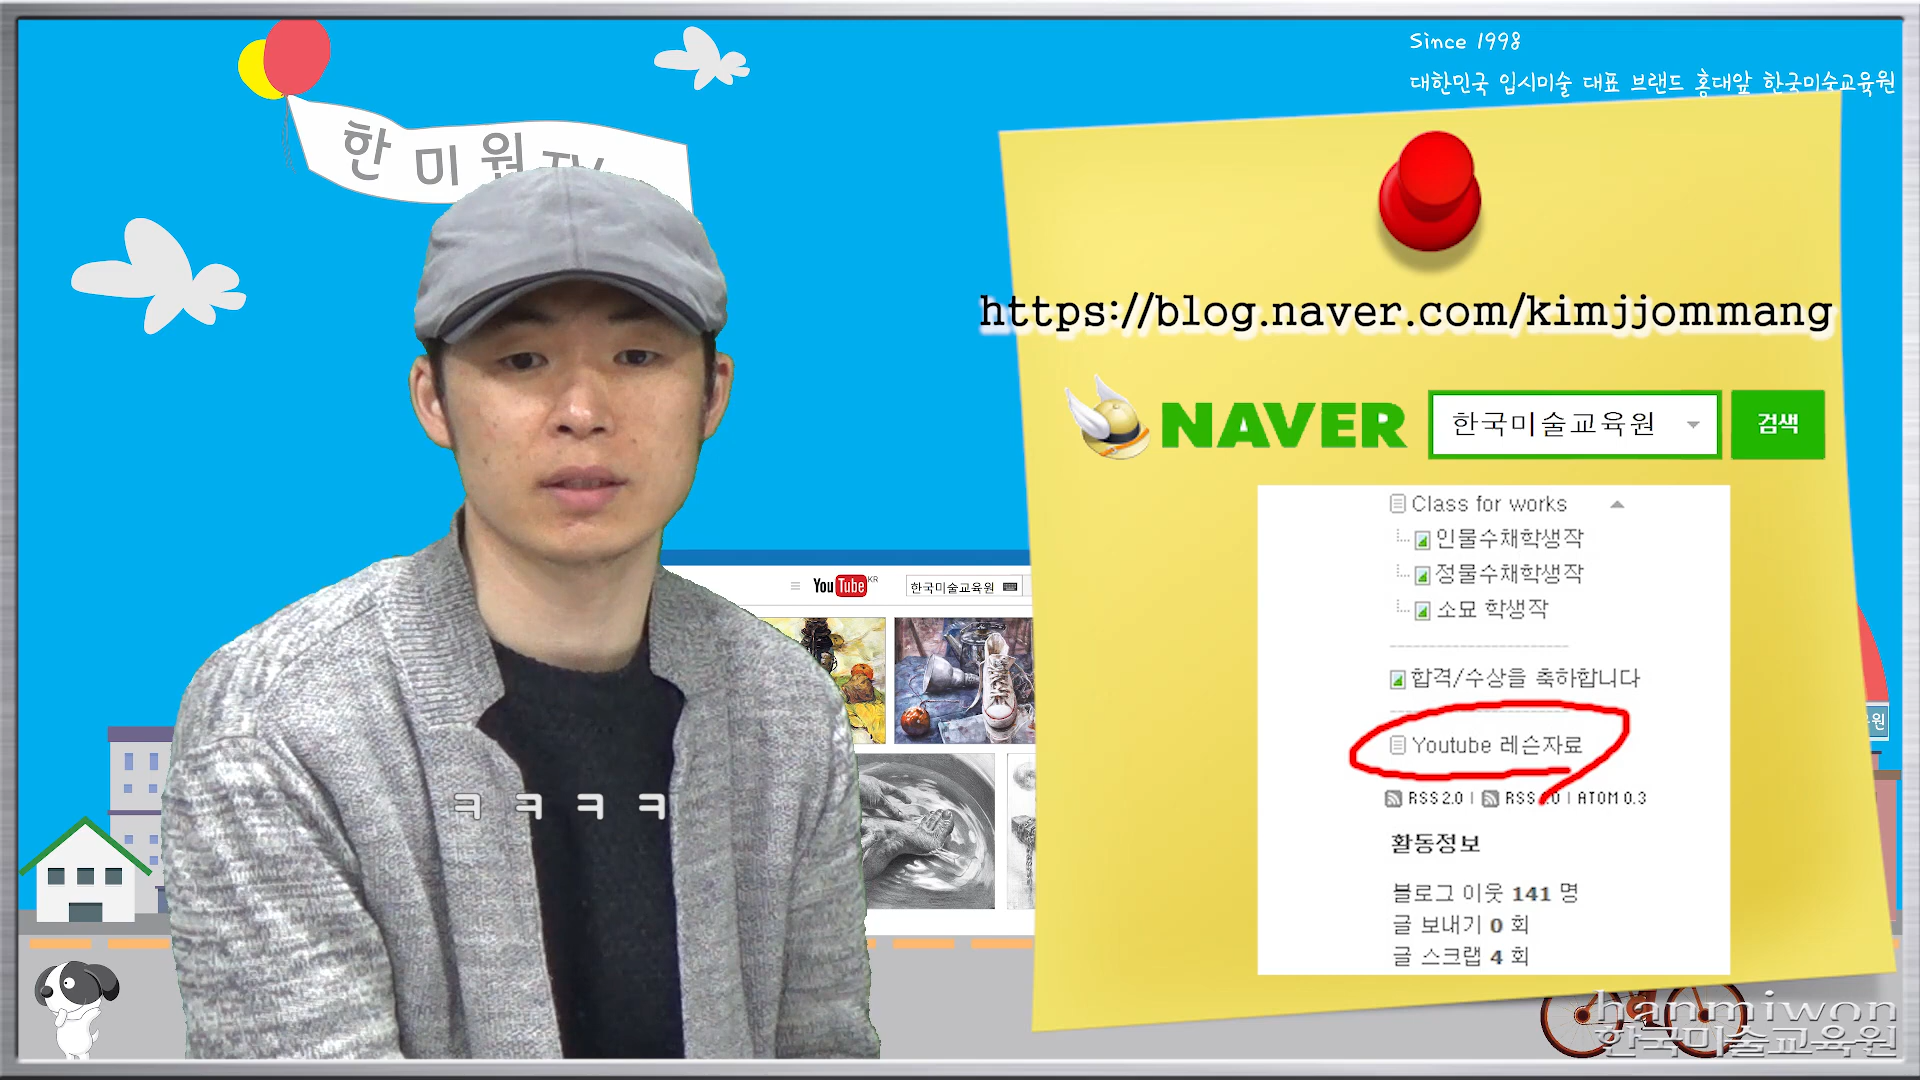 Since 1998
대한민국 입시미술 대표 브랜드 홍대앞 한국미술교육원
한 미 원 TV
https://blog.naver.com/kimjjommang
NAVER 한국미술교육원 검색
Class for works
인물수채학생작
정물수채학생작
소묘 학생작
합격/수상을 축하합니다
Youtube 레슨자료
RSS 2.0 | RSS 1.0 | ATOM 0.3
활동정보
블로그 이웃 141 명
글 보내기 0 회
글 스크랩 4 회
YouTube KR 한국미술교육원
ㅋ ㅋ ㅋ ㅋ
hanmiwon
한국미술교육원